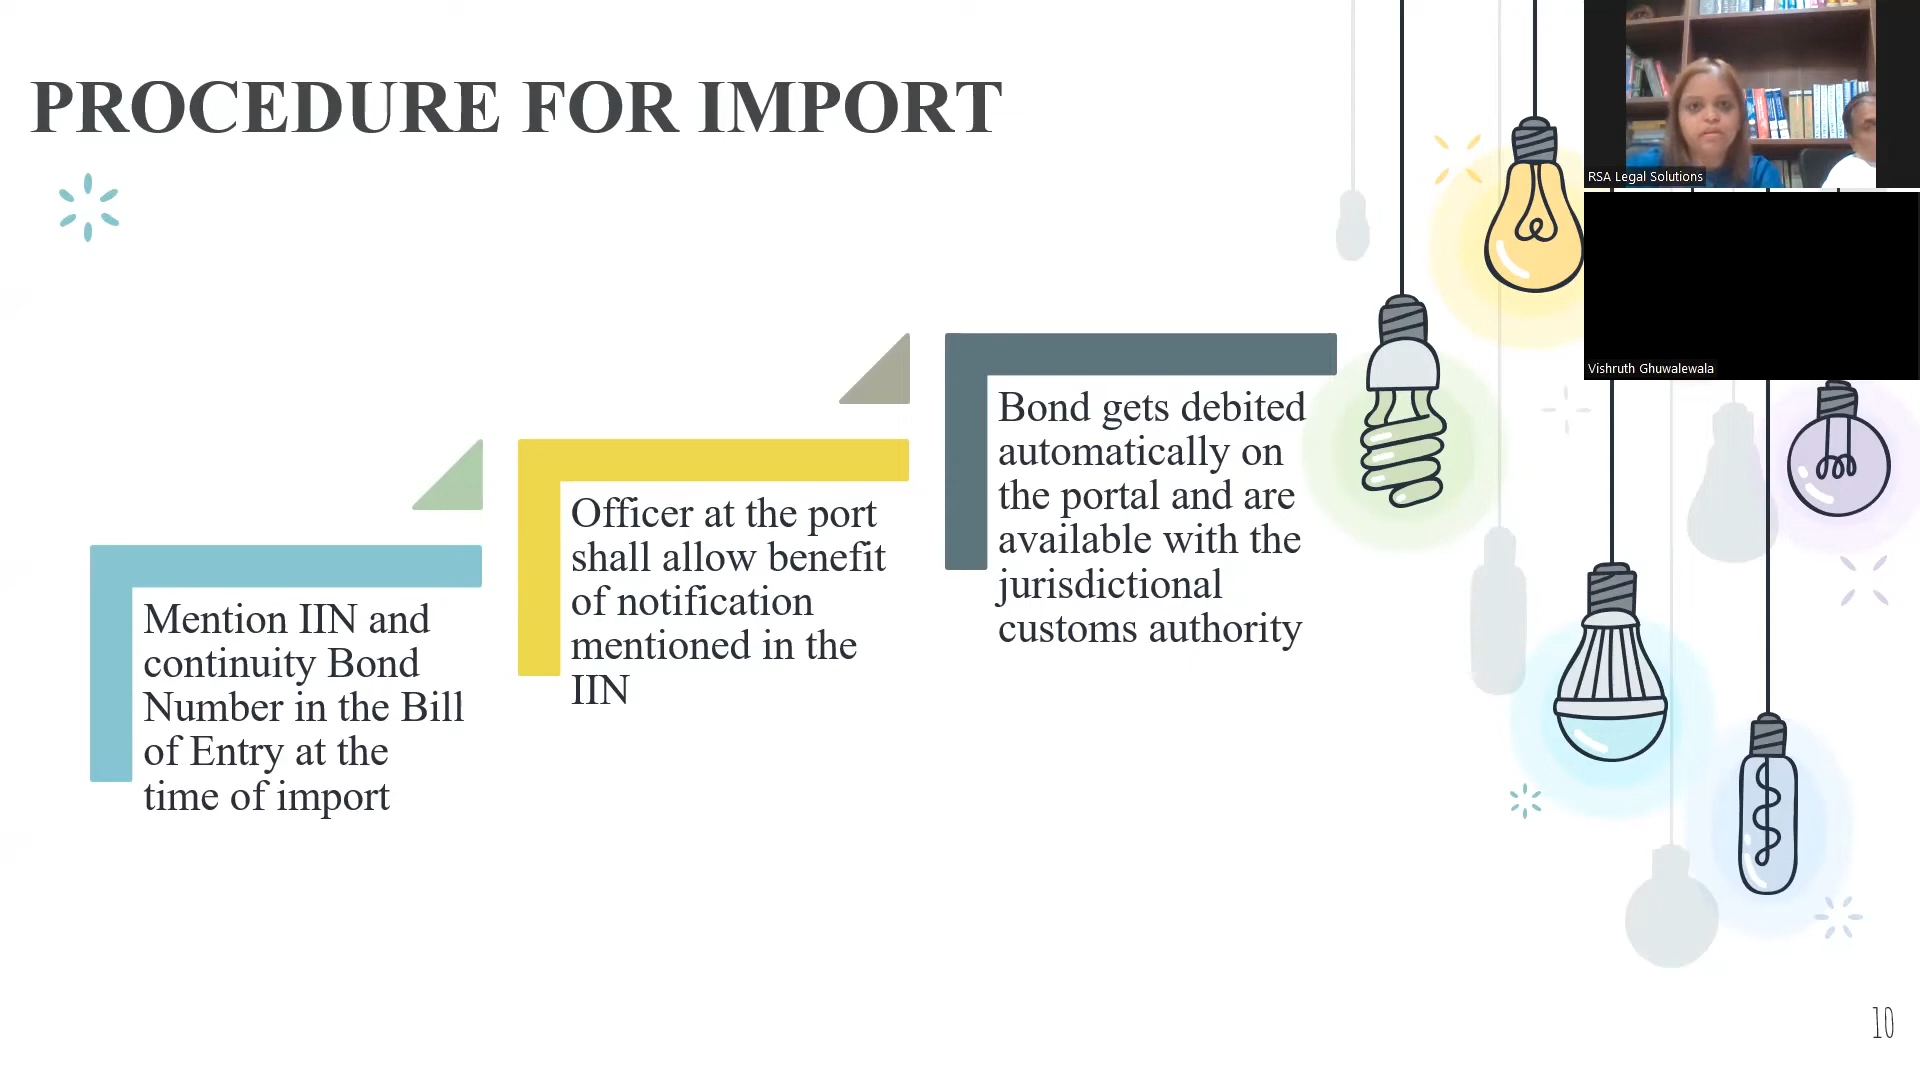 PROCEDURE FOR IMPORT
Mention IIN and
continuity Bond
Number in the Bill
of Entry at the
time of import
Officer at the port
shall allow benefit
of notification
mentioned in the
IIN
Bond gets debited
automatically on
the portal and are
available with the
jurisdictional
customs authority
RSA Legal Solutions
Vishruth Ghuwalewala
10